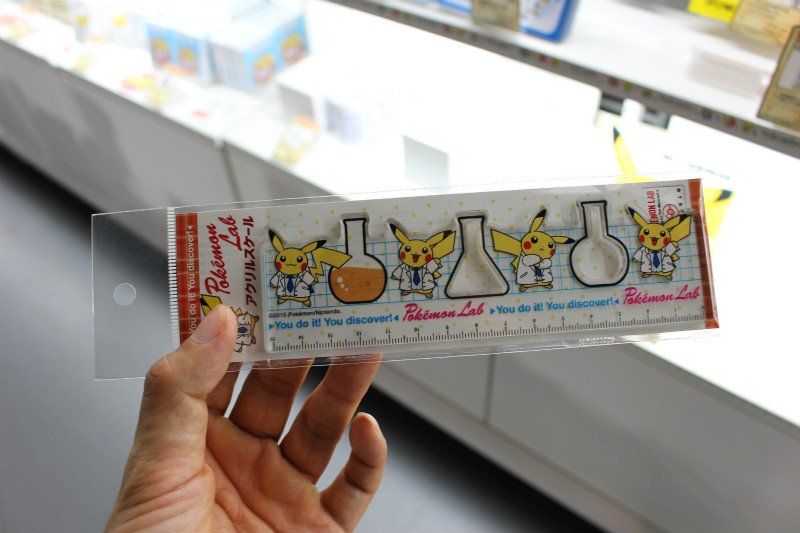 You do it! You discover!
Pokémon Lab
アクリルスケール
©2015 Pokémon/Nintendo.
▶You do it! You discover!◀ Pokémon Lab ▶You do it! You discover!◀ Pokémon Lab